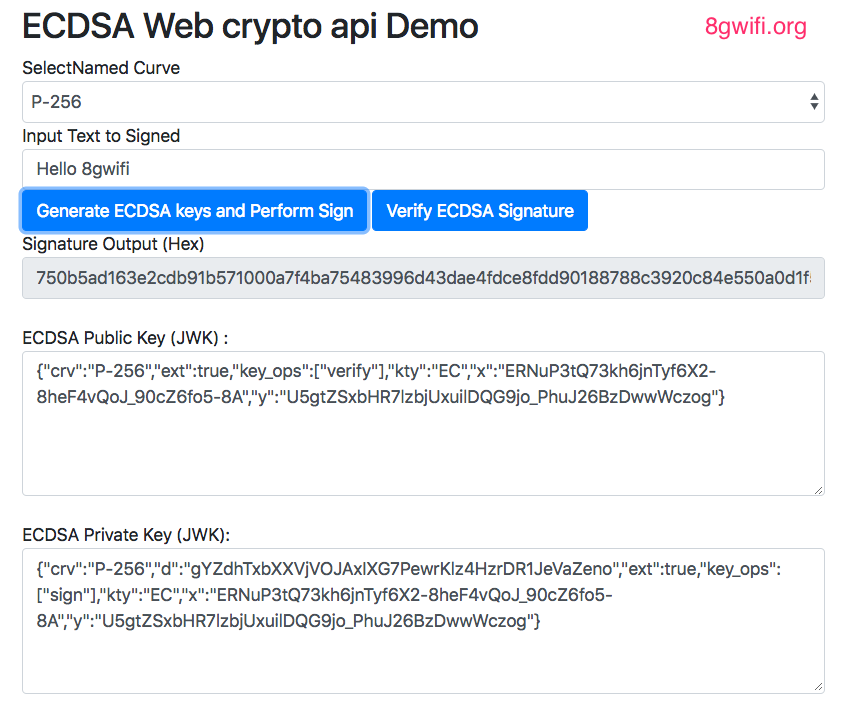 ECDSA Web crypto api Demo
8gwifi.org
SelectNamed Curve
P-256
Input Text to Signed
Hello 8gwifi
Generate ECDSA keys and Perform Sign
Verify ECDSA Signature
Signature Output (Hex)
750b5ad163e2cdb91b571000a7f4ba75483996d43dae4fdce8fdd90188788c3920c84e550a0d1f
ECDSA Public Key (JWK) :
{"crv":"P-256","ext":true,"key_ops":["verify"],"kty":"EC","x":"ERNuP3tQ73kh6jnTyf6X2-
8heF4vQoJ_90cZ6fo5-8A","y":"U5gtZSxbHR7lzbjUxuilDQG9jo_PhuJ26BzDwwWczog"}
ECDSA Private Key (JWK):
{"crv":"P-256","d":"gYZdhTxbXXVjVOJAxlXG7PewrKlz4HzrDR1JeVaZeno","ext":true,"key_ops":
["sign"],"kty":"EC","x":"ERNuP3tQ73kh6jnTyf6X2-8heF4vQoJ_90cZ6fo5-
8A","y":"U5gtZSxbHR7lzbjUxuilDQG9jo_PhuJ26BzDwwWczog"}